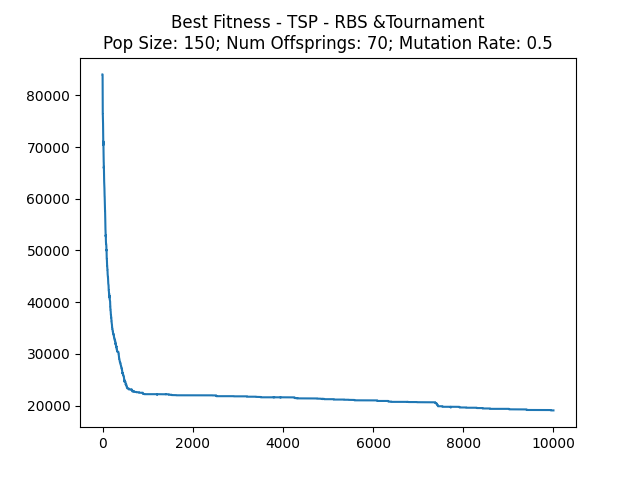 Best Fitness - TSP - RBS &Tournament
Pop Size: 150; Num Offsprings: 70; Mutation Rate: 0.5
80000
70000
60000
50000
40000
30000
20000
0 2000 4000 6000 8000 10000